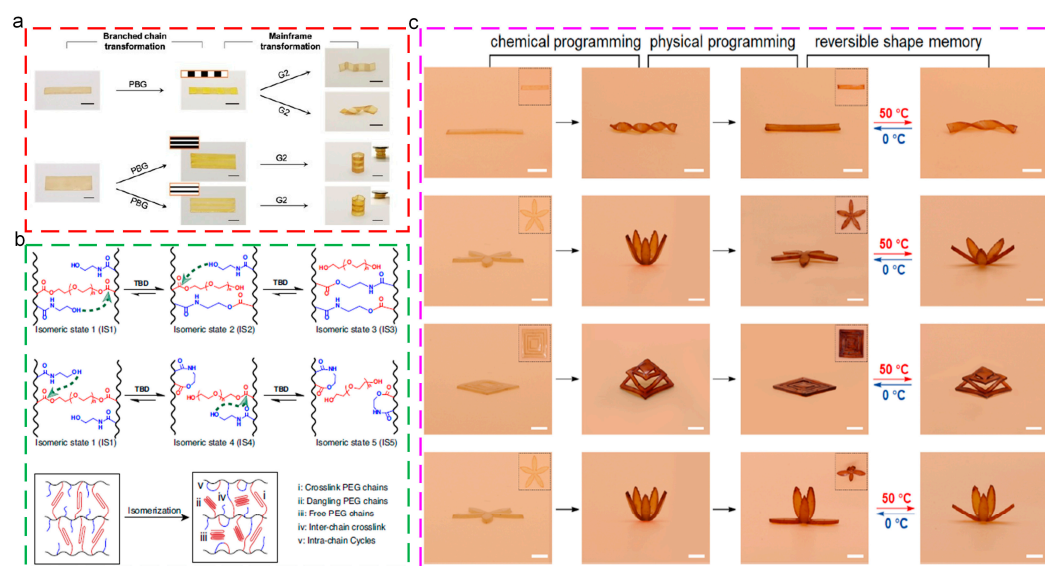 a
Branched chain
transformation
Mainframe
transformation
PBG
G2
G2
PBG
G2
PBG
G2
b
TBD
TBD
Isomeric state 1 (IS1)
Isomeric state 2 (IS2)
Isomeric state 3 (IS3)
TBD
TBD
Isomeric state 1 (IS1)
Isomeric state 4 (IS4)
Isomeric state 5 (IS5)
Isomerization
v
iv
i
ii
iii
i: Crosslink PEG chains
ii: Dangling PEG chains
iii: Free PEG chains
iv: Inter-chain crosslink
v: Intra-chain Cycles
c
chemical programming
physical programming
reversible shape memory
50 °C
0 °C
50 °C
0 °C
50 °C
0 °C
50 °C
0 °C